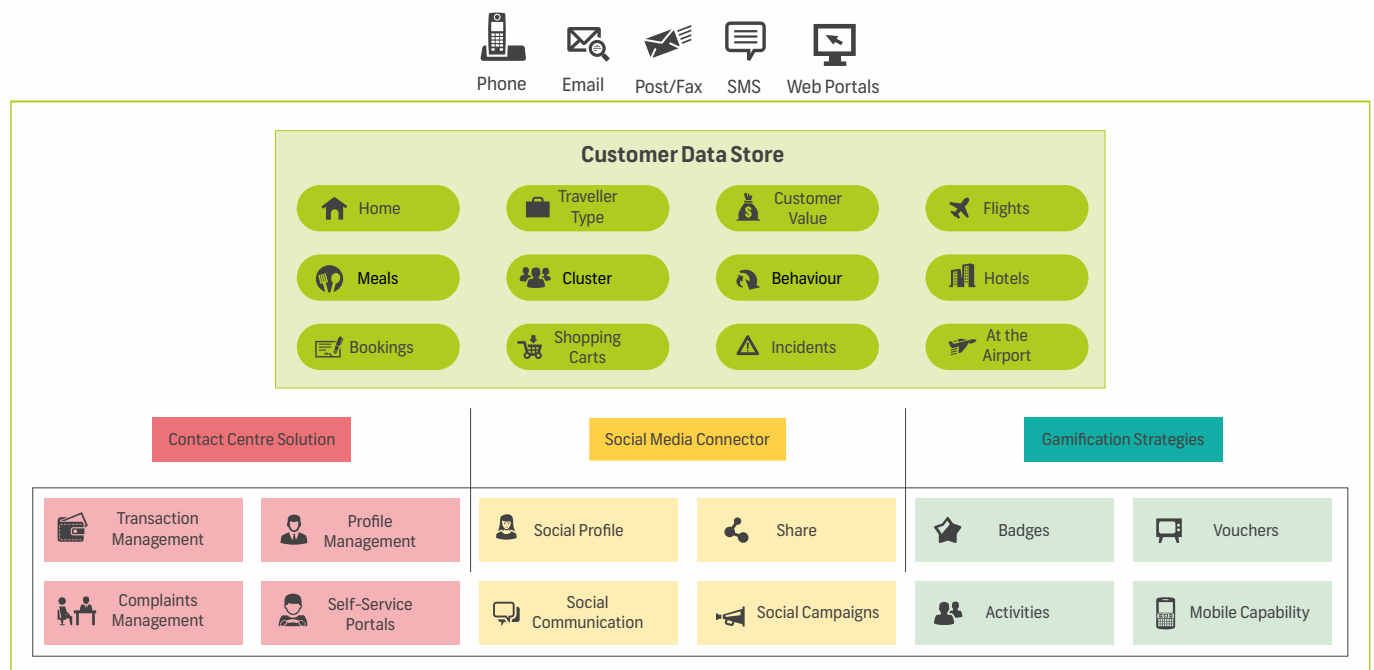 Phone
Email
Post/Fax
SMS
Web Portals
Customer Data Store
Home
Traveller
Type
Customer
Value
Flights
Meals
Cluster
Behaviour
Hotels
Bookings
Shopping
Carts
Incidents
At the
Airport
Contact Centre Solution
Social Media Connector
Gamification Strategies
Transaction
Management
Profile
Management
Social Profile
Share
Badges
Vouchers
Complaints
Management
Self-Service
Portals
Social
Communication
Social Campaigns
Activities
Mobile Capability